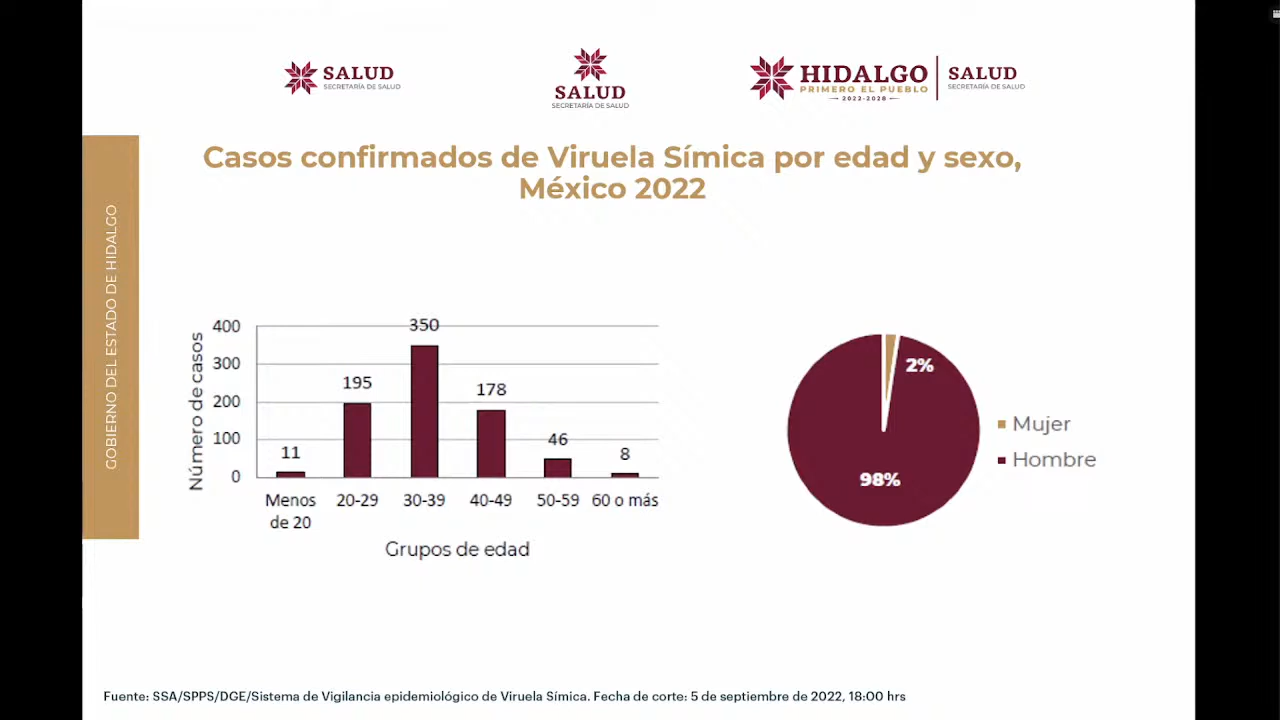 SALUD
SECRETARÍA DE SALUD
SALUD
SECRETARÍA DE SALUD
HIDALGO
PRIMERO EL PUEBLO
2022-2028
SALUD
SECRETARÍA DE SALUD
GOBIERNO DEL ESTADO DE HIDALGO
Casos confirmados de Viruela Símica por edad y sexo,
México 2022
Número de casos
400
300
200
100
0
11
195
350
178
46
8
Menos
de 20
20-29
30-39
40-49
50-59
60 o más
Grupos de edad
2%
98%
Mujer
Hombre
Fuente: SSA/SPPS/DGE/Sistema de Vigilancia epidemiológico de Viruela Símica. Fecha de corte: 5 de septiembre de 2022, 18:00 hrs